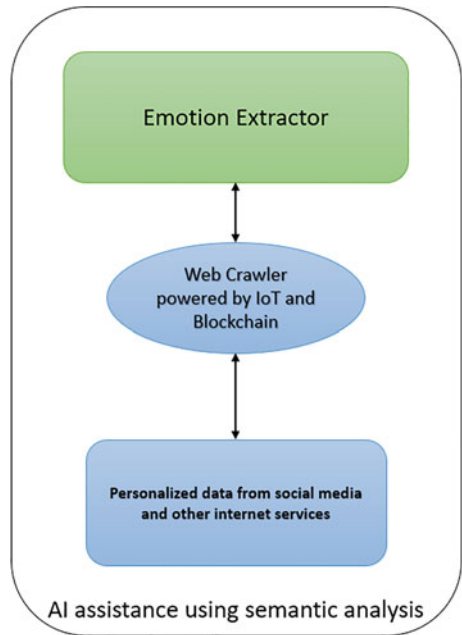 Emotion Extractor
Web Crawler
powered by IoT and
Blockchain
Personalized data from social media
and other internet services
AI assistance using semantic analysis